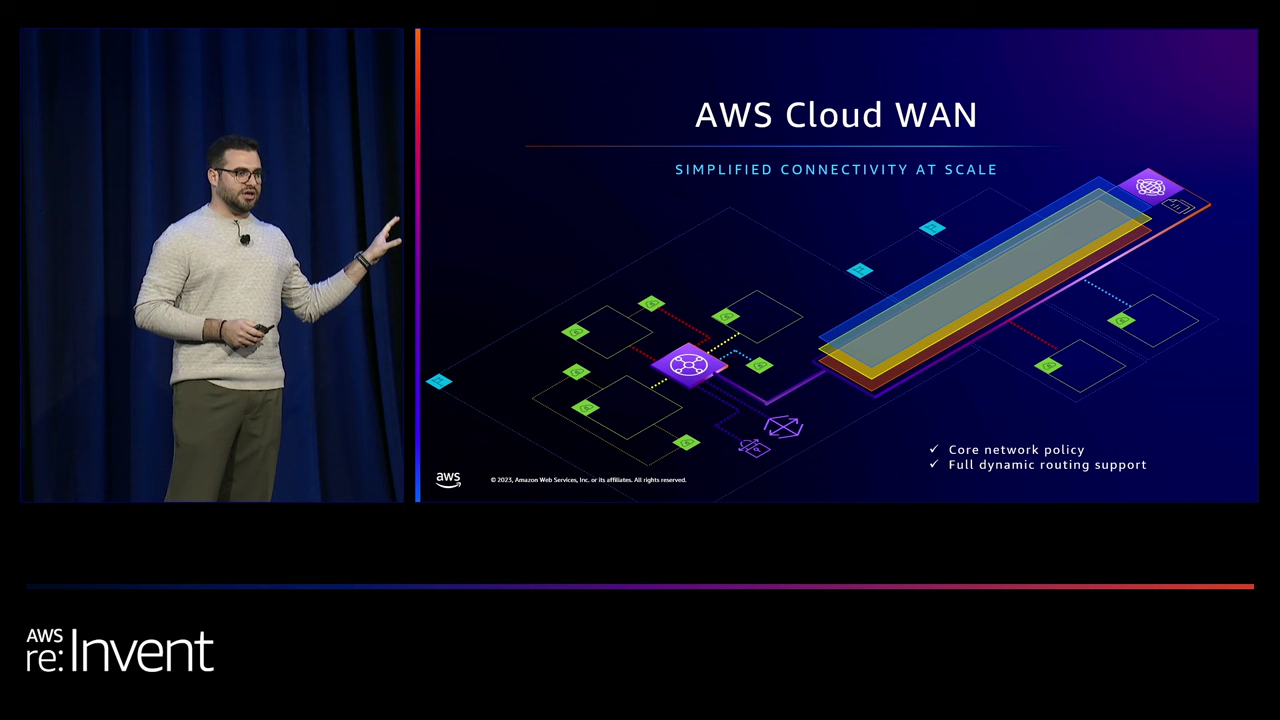 AWS Cloud WAN
SIMPLIFIED CONNECTIVITY AT SCALE
✓ Core network policy
✓ Full dynamic routing support
aws
© 2023, Amazon Web Services, Inc. or its affiliates. All rights reserved.
AWS
re:Invent